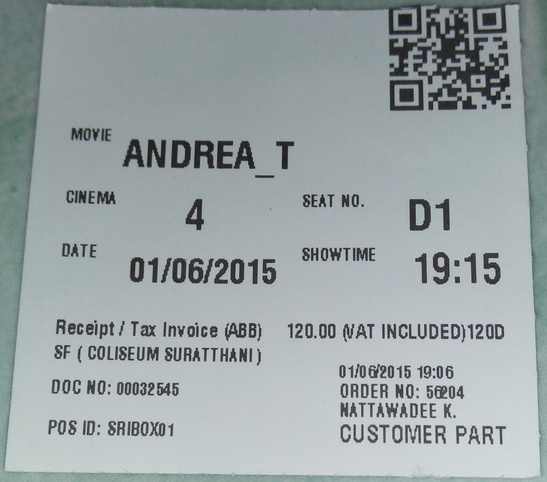 MOVIE ANDREA_T
CINEMA 4 SEAT NO. D1
DATE 01/06/2015 SHOWTIME 19:15
Receipt / Tax Invoice (ABB) 120.00 (VAT INCLUDED)120D
SF ( COLISEUM SURATTHANI )
01/06/2015 19:06
DOC NO: 00032545 ORDER NO: 56204
NATTAWADEE K.
POS ID: SRIBOX01 CUSTOMER PART